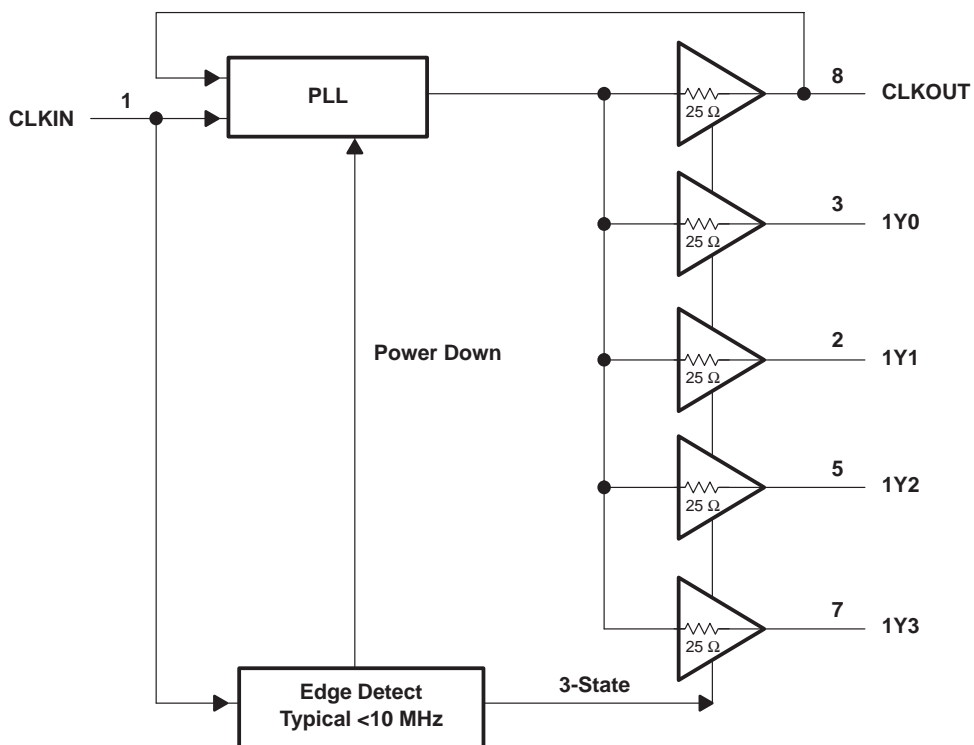 8
CLKOUT
PLL
1
CLKIN
25 Ω
3
1Y0
25 Ω
2
1Y1
Power Down
25 Ω
5
1Y2
25 Ω
7
1Y3
25 Ω
3-State
Edge Detect
Typical <10 MHz